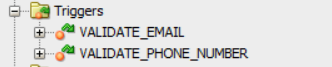 Triggers
VALIDATE_EMAIL
VALIDATE_PHONE_NUMBER